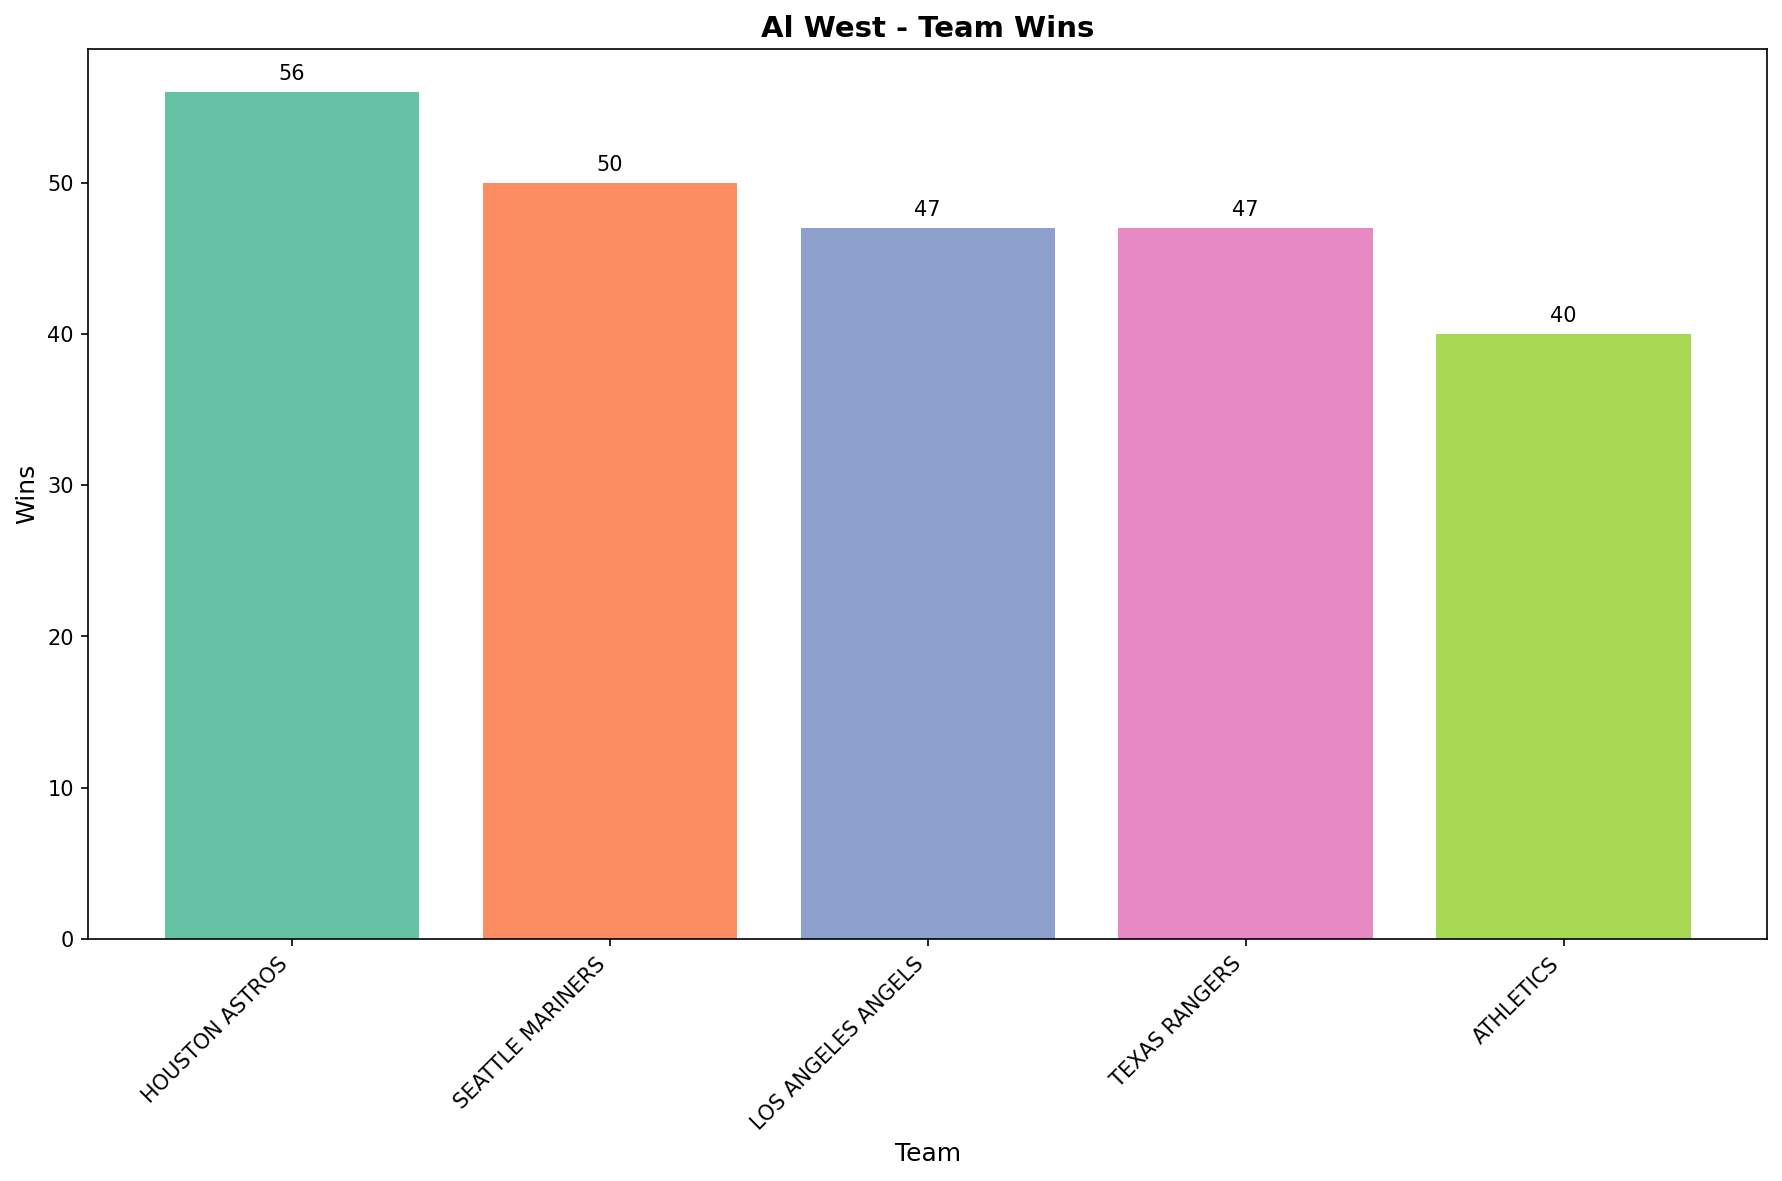 Al West - Team Wins
56
50
47
47
40
Wins
50
40
30
20
10
0
HOUSTON ASTROS
SEATTLE MARINERS
LOS ANGELES ANGELS
TEXAS RANGERS
ATHLETICS
Team